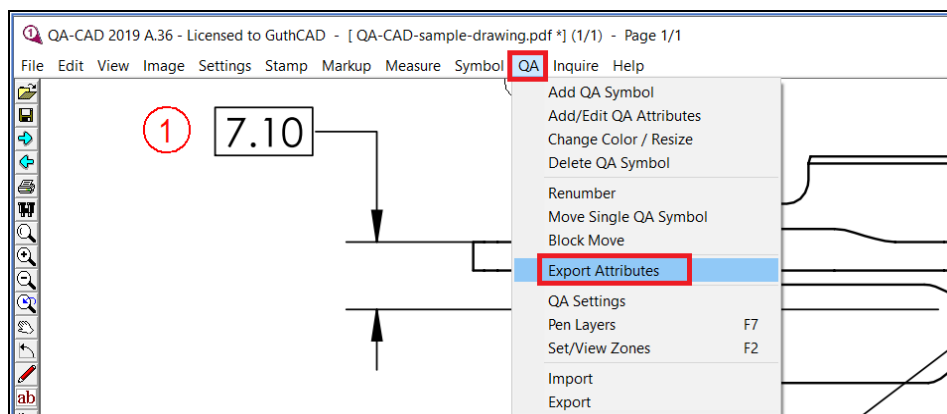 QA-CAD 2019 A.36 - Licensed to GuthCAD - [ QA-CAD-sample-drawing.pdf *] (1/1) - Page 1/1
File Edit View Image Settings Stamp Markup Measure Symbol QA Inquire Help
Add QA Symbol
Add/Edit QA Attributes
Change Color / Resize
Delete QA Symbol
Renumber
Move Single QA Symbol
Block Move
Export Attributes
QA Settings
Pen Layers F7
Set/View Zones F2
Import
Export
1 7.10
ab